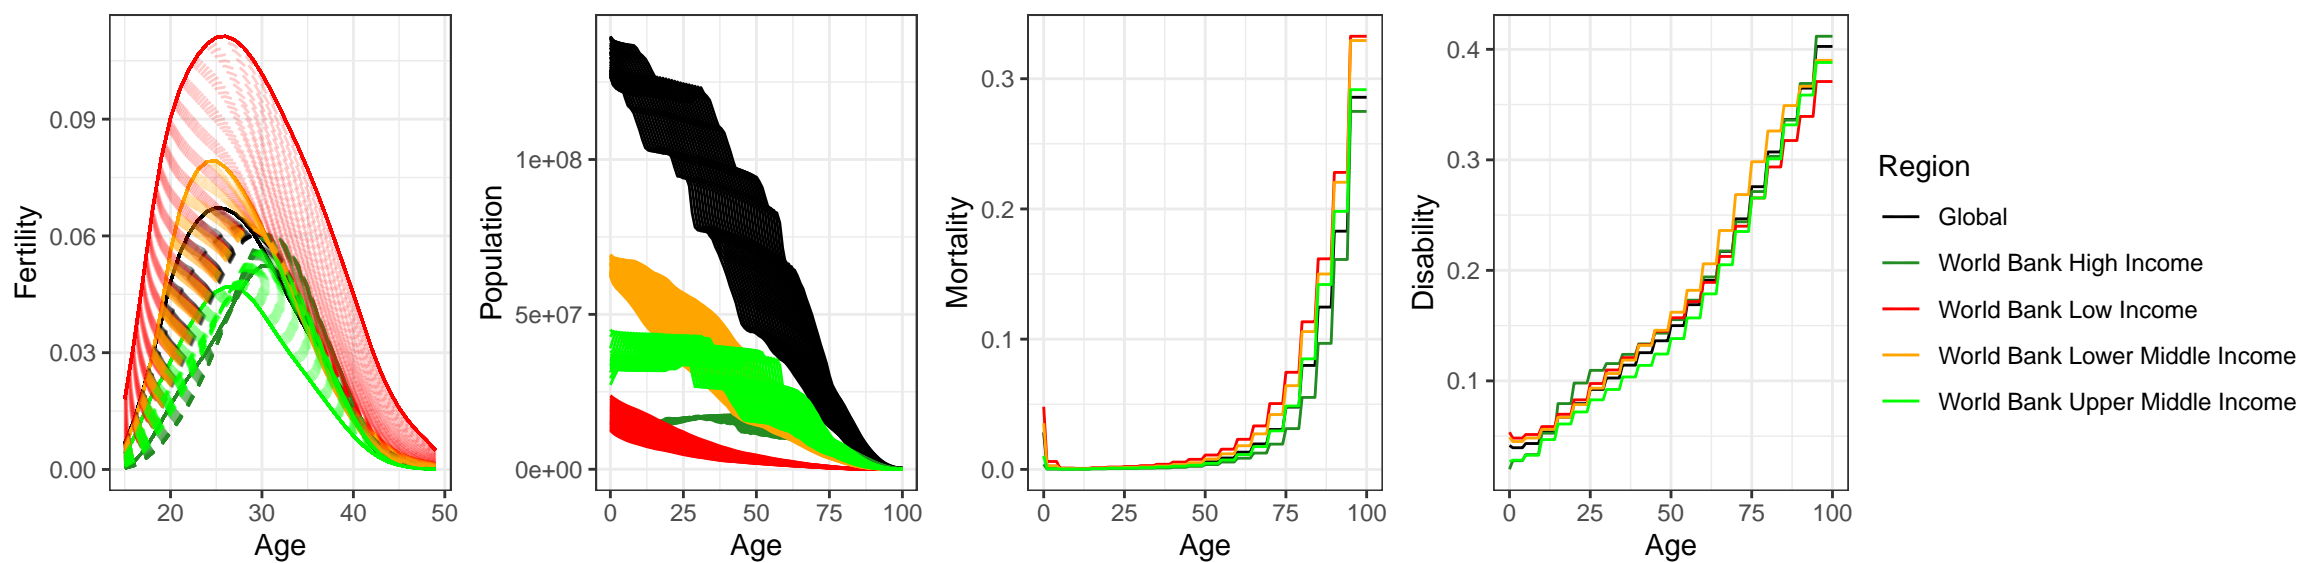 Fertility
0.09
0.06
0.03
0.00
20 30 40 50
Age
Population
1e+08
5e+07
0e+00
0 25 50 75 100
Age
Mortality
0.3
0.2
0.1
0.0
0 25 50 75 100
Age
Disability
0.4
0.3
0.2
0.1
0 25 50 75 100
Age
Region
Global
World Bank High Income
World Bank Low Income
World Bank Lower Middle Income
World Bank Upper Middle Income